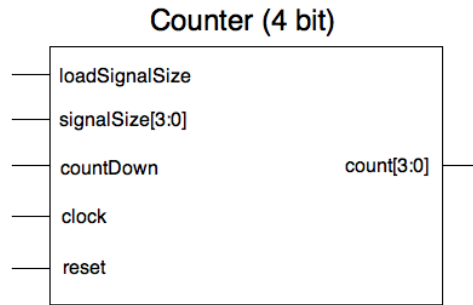 Counter (4 bit)
loadSignalSize
signalSize[3:0]
countDown
count[3:0]
clock
reset